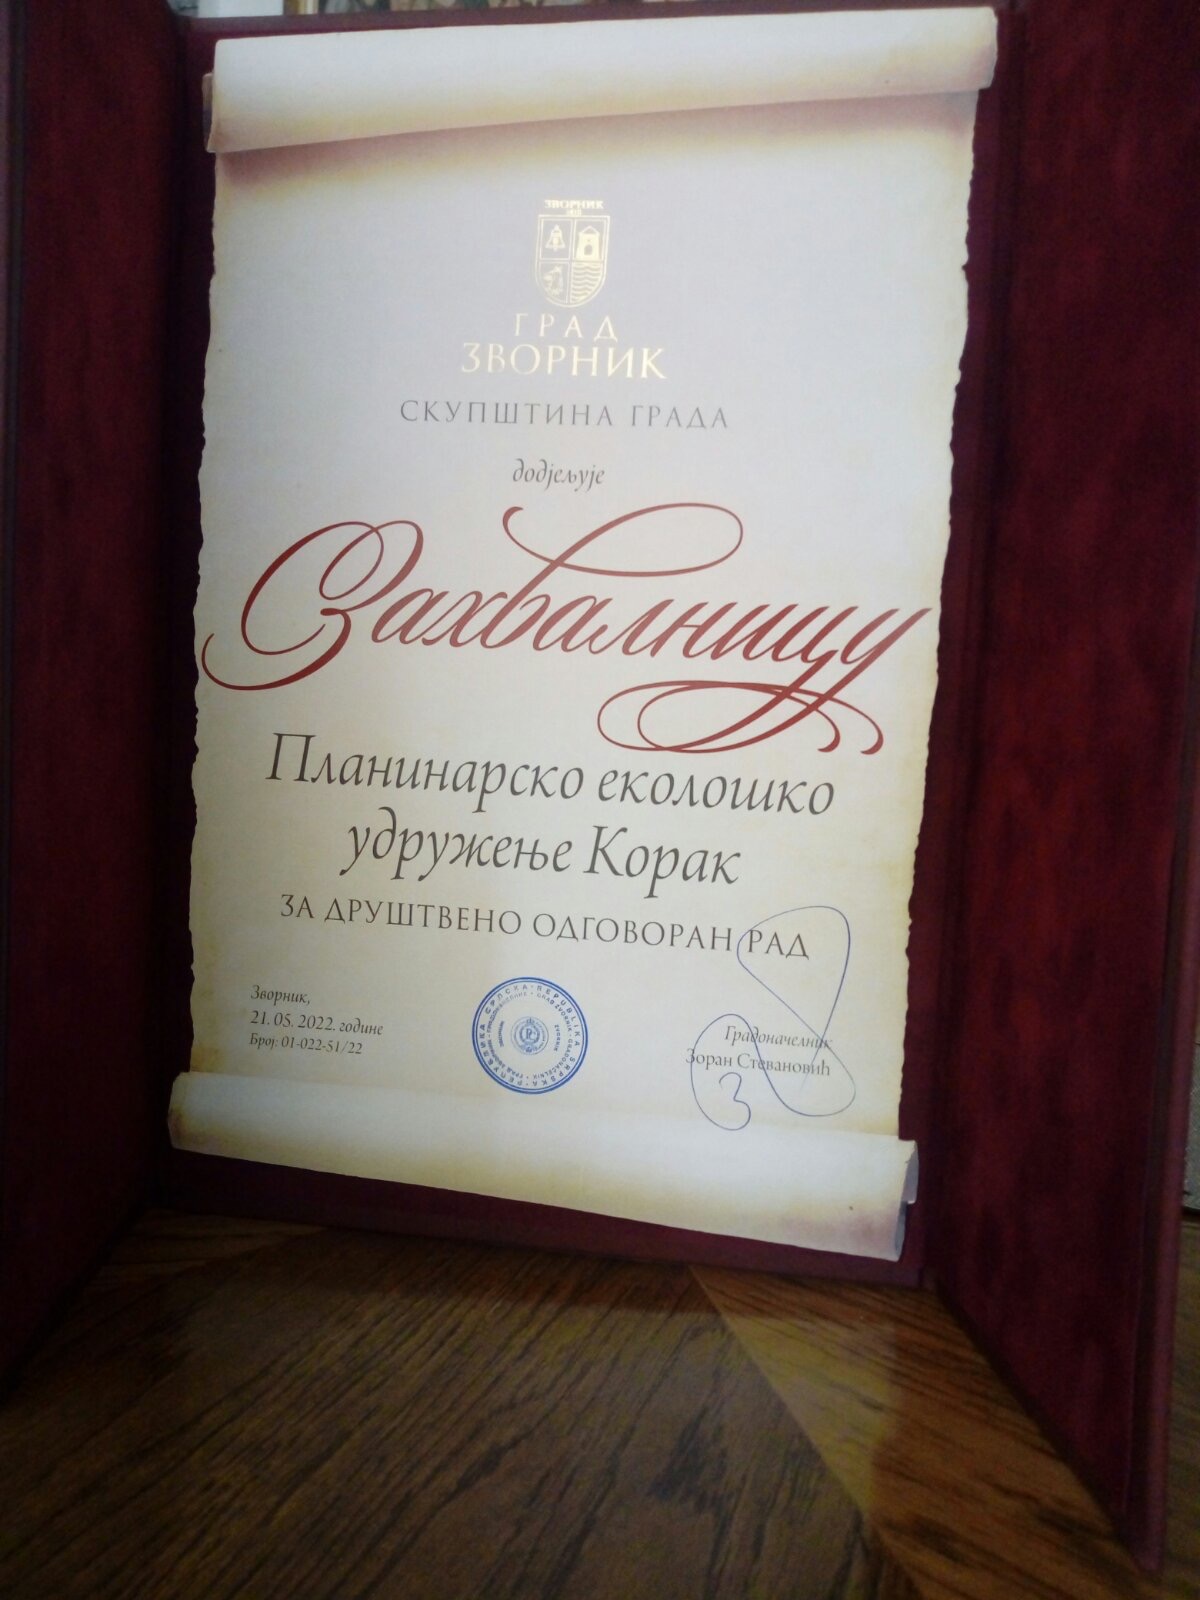 ЗВОРНИК
ГРАД
ЗВОРНИК
СКУПШТИНА ГРАДА
додјељује
Захвалницу
Планинарско еколошко
удружење Корак
ЗА ДРУШТВЕНО ОДГОВОРАН РАД
Зворник,
21. 05. 2022. године
Број: 01-022-51/22
Градоначелник
Зоран Стевановић